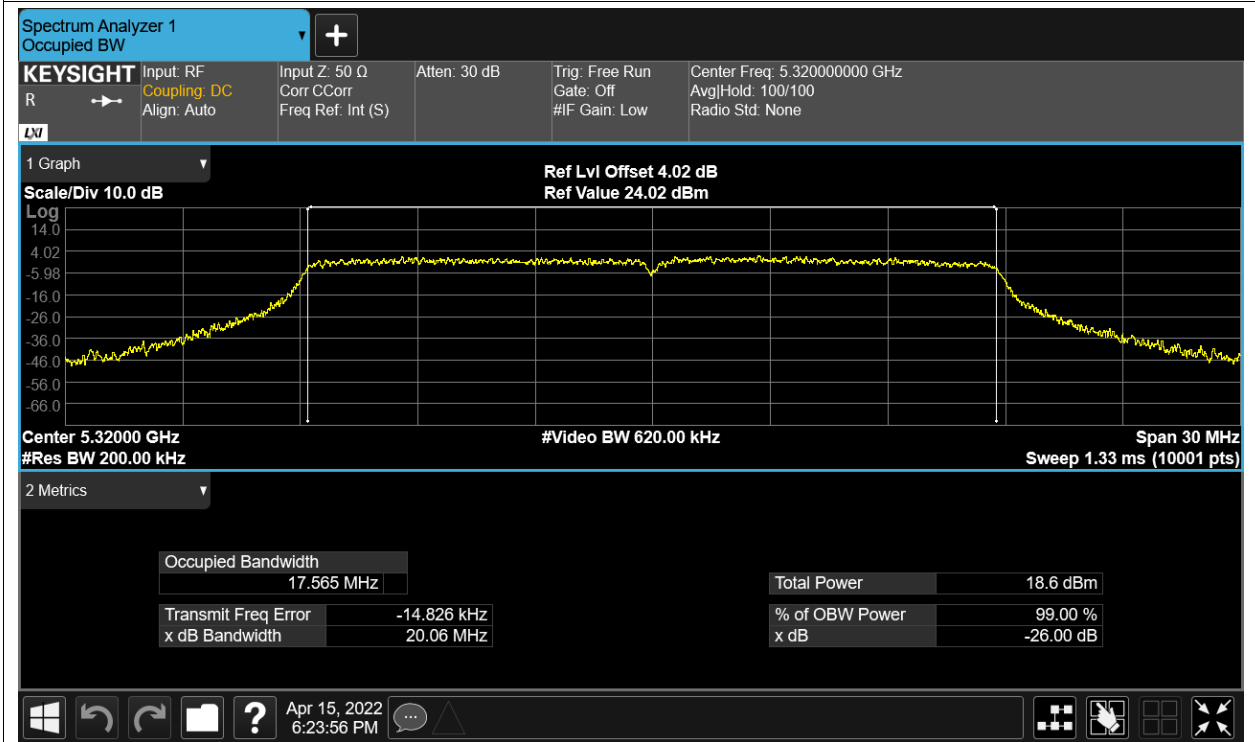 Spectrum Analyzer 1
Occupied BW
KEYSIGHT
R
LXI
Input: RF
Coupling: DC
Align: Auto
Input Z: 50 Ω
Corr CCorr
Freq Ref: Int (S)
Atten: 30 dB
Trig: Free Run
Gate: Off
#IF Gain: Low
Center Freq: 5.320000000 GHz
Avg|Hold: 100/100
Radio Std: None
1 Graph
Scale/Div 10.0 dB
Ref Lvl Offset 4.02 dB
Ref Value 24.02 dBm
Log
14.0
4.02
-5.98
-16.0
-26.0
-36.0
-46.0
-56.0
-66.0
Center 5.32000 GHz
#Res BW 200.00 kHz
#Video BW 620.00 kHz
Span 30 MHz
Sweep 1.33 ms (10001 pts)
2 Metrics
Occupied Bandwidth
17.565 MHz
Transmit Freq Error -14.826 kHz
x dB Bandwidth 20.06 MHz
Total Power 18.6 dBm
% of OBW Power 99.00 %
x dB -26.00 dB
?
Apr 15, 2022
6:23:56 PM